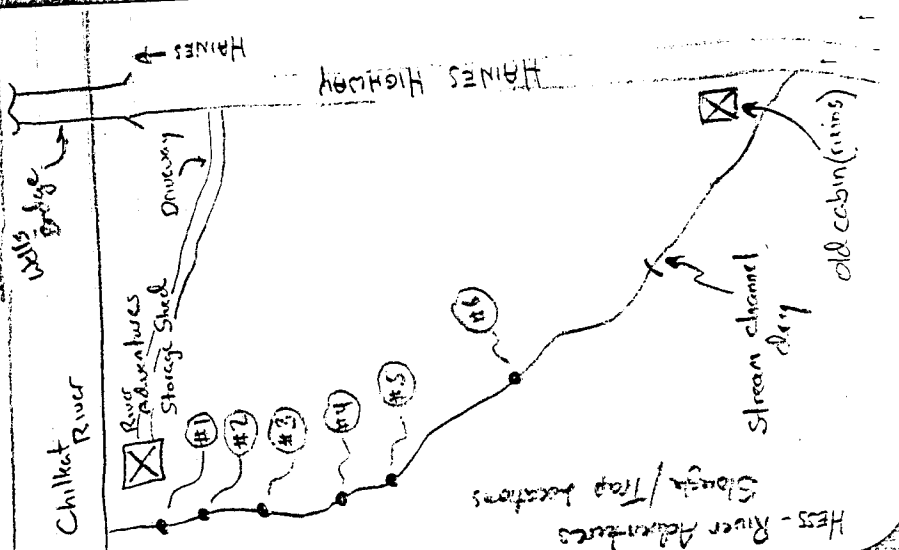 HAINES
HAINES HIGHWAY
Wells
Bridge
Driveway
River
Adventures
Storage Shed
Chilkat
River
#1
#2
#3
#4
#5
#6
old cabin (ruins)
Stream channel
dry
HESS - River Adventures
Slough / Trap Locations